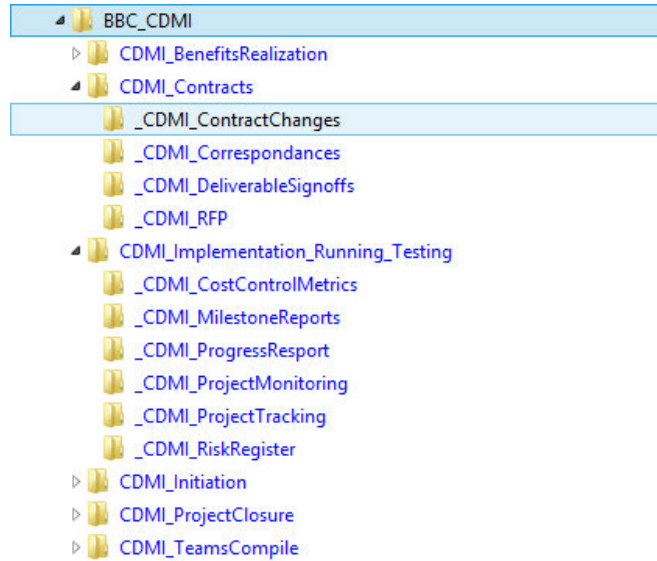 BBC_CDMI
CDMI_BenefitsRealization
CDMI_Contracts
_CDMI_ContractChanges
_CDMI_Correspondances
_CDMI_DeliverableSignoffs
_CDMI_RFP
CDMI_Implementation_Running_Testing
_CDMI_CostControlMetrics
_CDMI_MilestoneReports
_CDMI_ProgressResport
_CDMI_ProjectMonitoring
_CDMI_ProjectTracking
_CDMI_RiskRegister
CDMI_Initiation
CDMI_ProjectClosure
CDMI_TeamsCompile